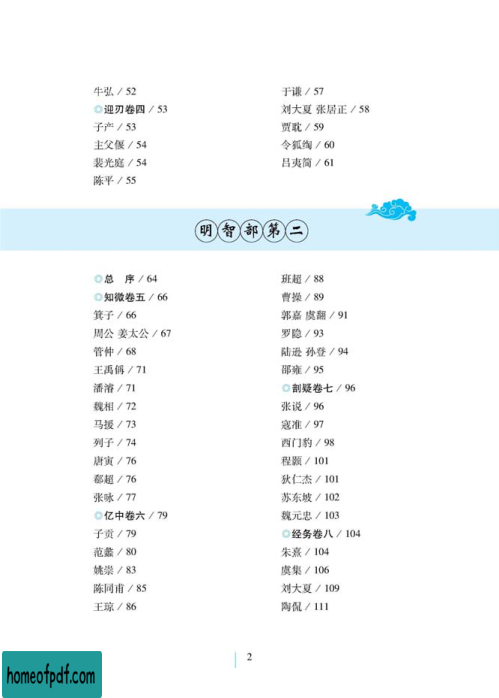 牛弘 / 52
◎迎刃卷四 / 53
子产 / 53
主父偃 / 54
裴光庭 / 54
陈平 / 55
于谦 / 57
刘大夏 张居正 / 58
贾耽 / 59
令狐绹 / 60
吕夷简 / 61
明智部第二
◎总 序 / 64
◎知微卷五 / 66
箕子 / 66
周公 姜太公 / 67
管仲 / 68
王禹偁 / 71
潘濬 / 71
魏相 / 72
马援 / 73
列子 / 74
唐寅 / 76
郗超 / 76
张咏 / 77
◎亿中卷六 / 79
子贡 / 79
范蠡 / 80
姚崇 / 83
陈同甫 / 85
王琼 / 86
班超 / 88
曹操 / 89
郭嘉 虞翻 / 91
罗隐 / 93
陆逊 孙登 / 94
邵雍 / 95
◎剖疑卷七 / 96
张说 / 96
寇准 / 97
西门豹 / 98
程颢 / 101
狄仁杰 / 101
苏东坡 / 102
魏元忠 / 103
◎经务卷八 / 104
朱熹 / 104
虞集 / 106
刘大夏 / 109
陶侃 / 111
2
homeofpdf.com